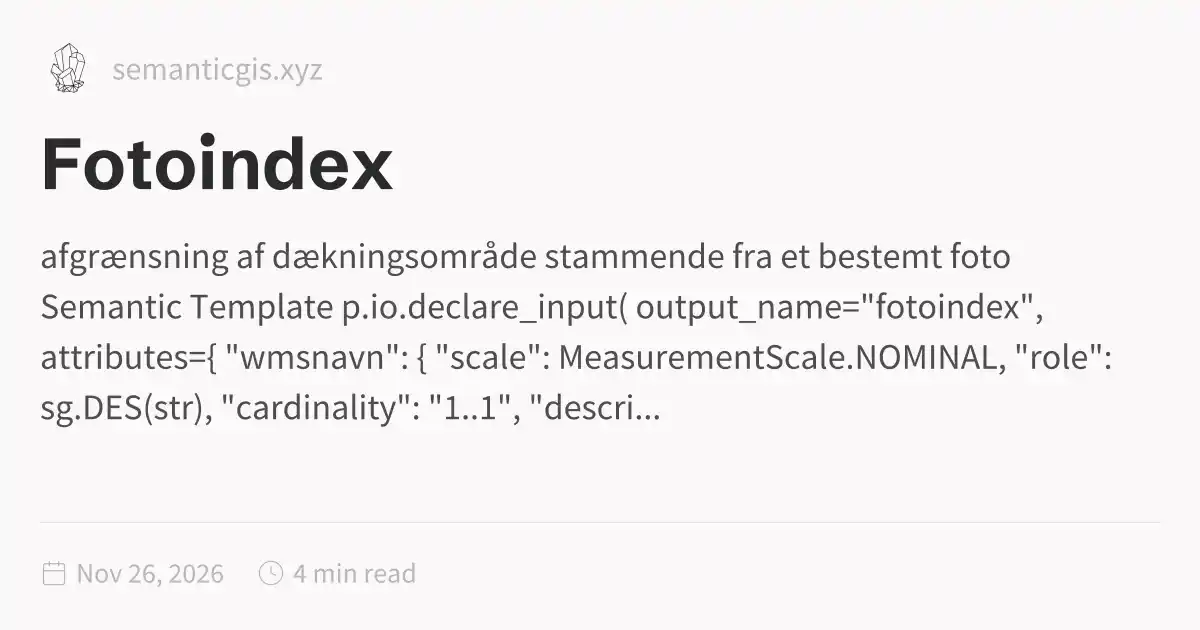 semanticgis.xyz
Fotoindex
afgrænsning af dækningsområde stammende fra et bestemt foto
Semantic Template p.io.declare_input( output_name="fotoindex",
attributes={ "wmsnavn": { "scale": MeasurementScale.NOMINAL, "role":
sg.DES(str), "cardinality": "1..1", "descri...
Nov 26, 2026 4 min read